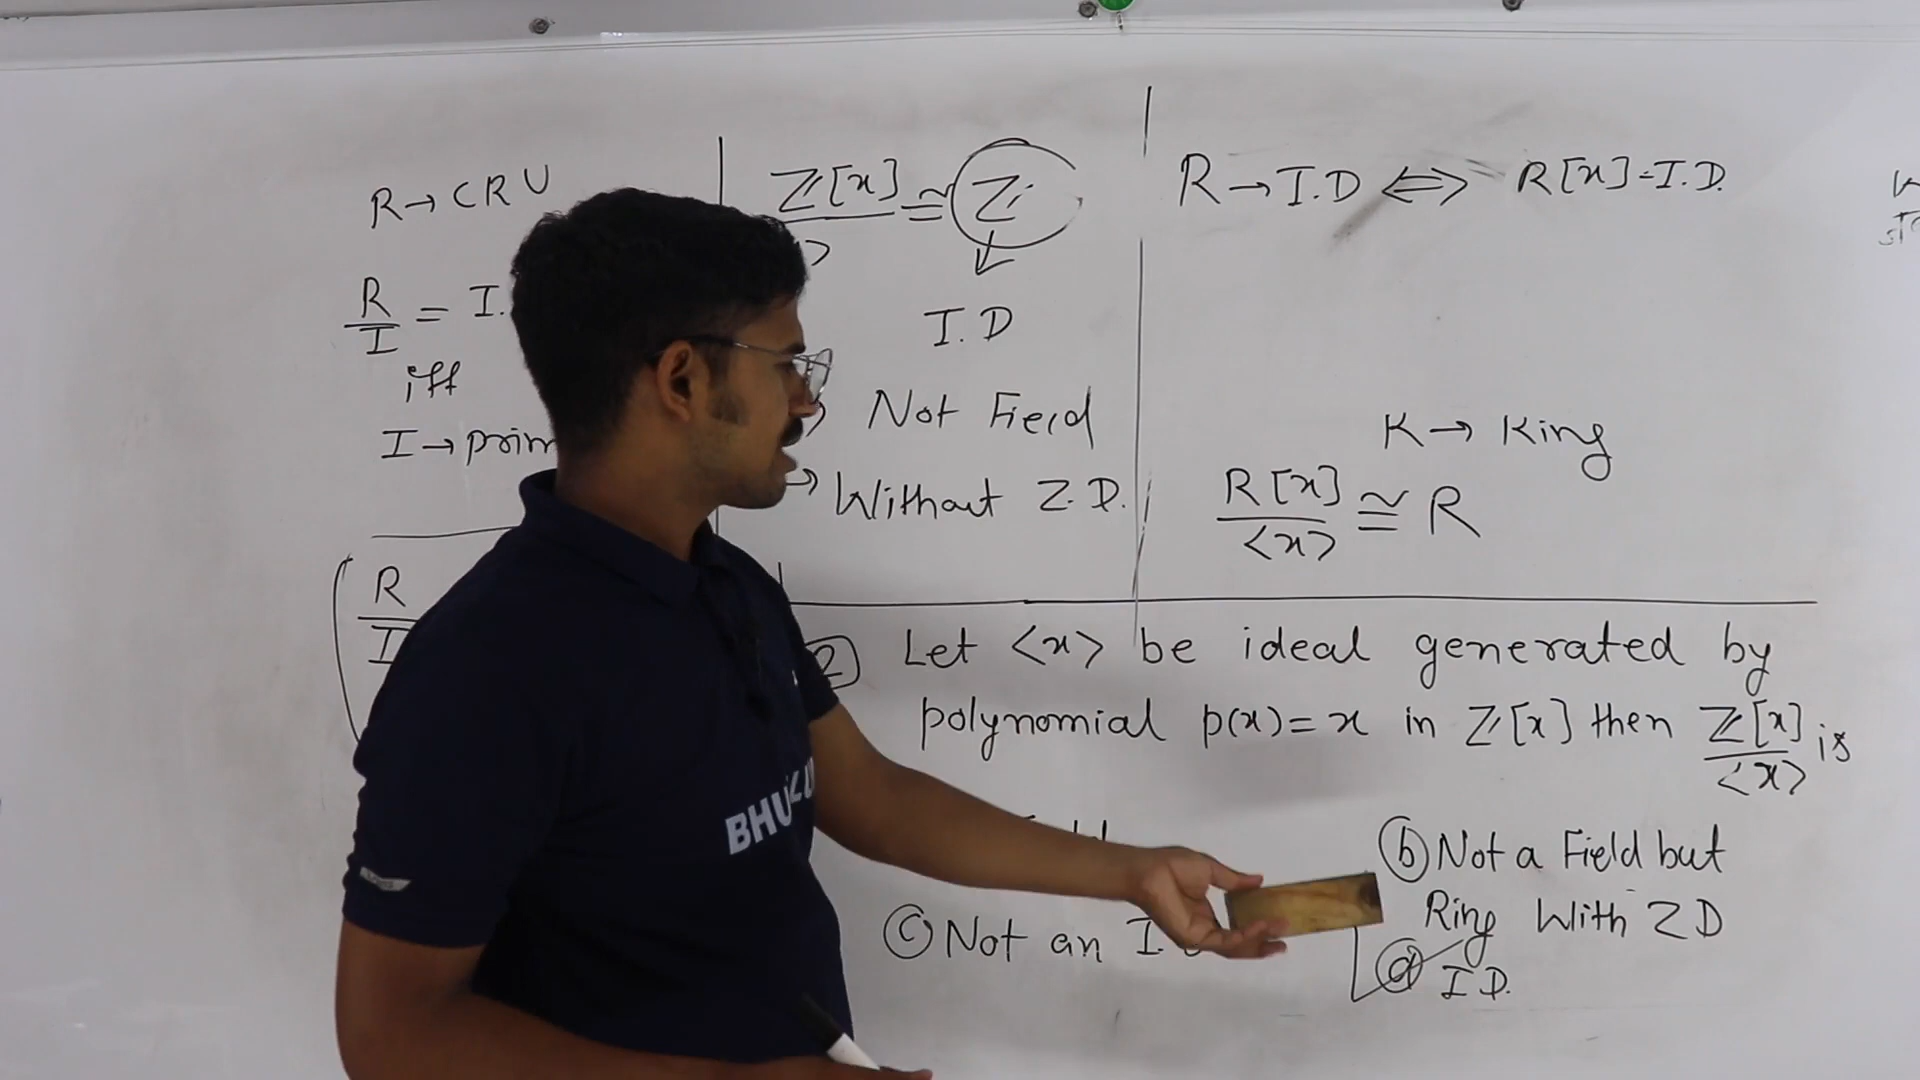 R → CRU
R/I = I.
iff
I → prim
R/I
Z[x] ≅ Z
I.D
Not Field
→ Without Z.D.
R → I.D ⟺ R[x] = I.D.
K → King
R[x]/<x> ≅ R
2) Let <x> be ideal generated by
polynomial p(x) = x in Z[x] then Z[x]/<x> is
(b) Not a Field but
Ring With ZD
(c) Not an I.
(d) I D.
BHU